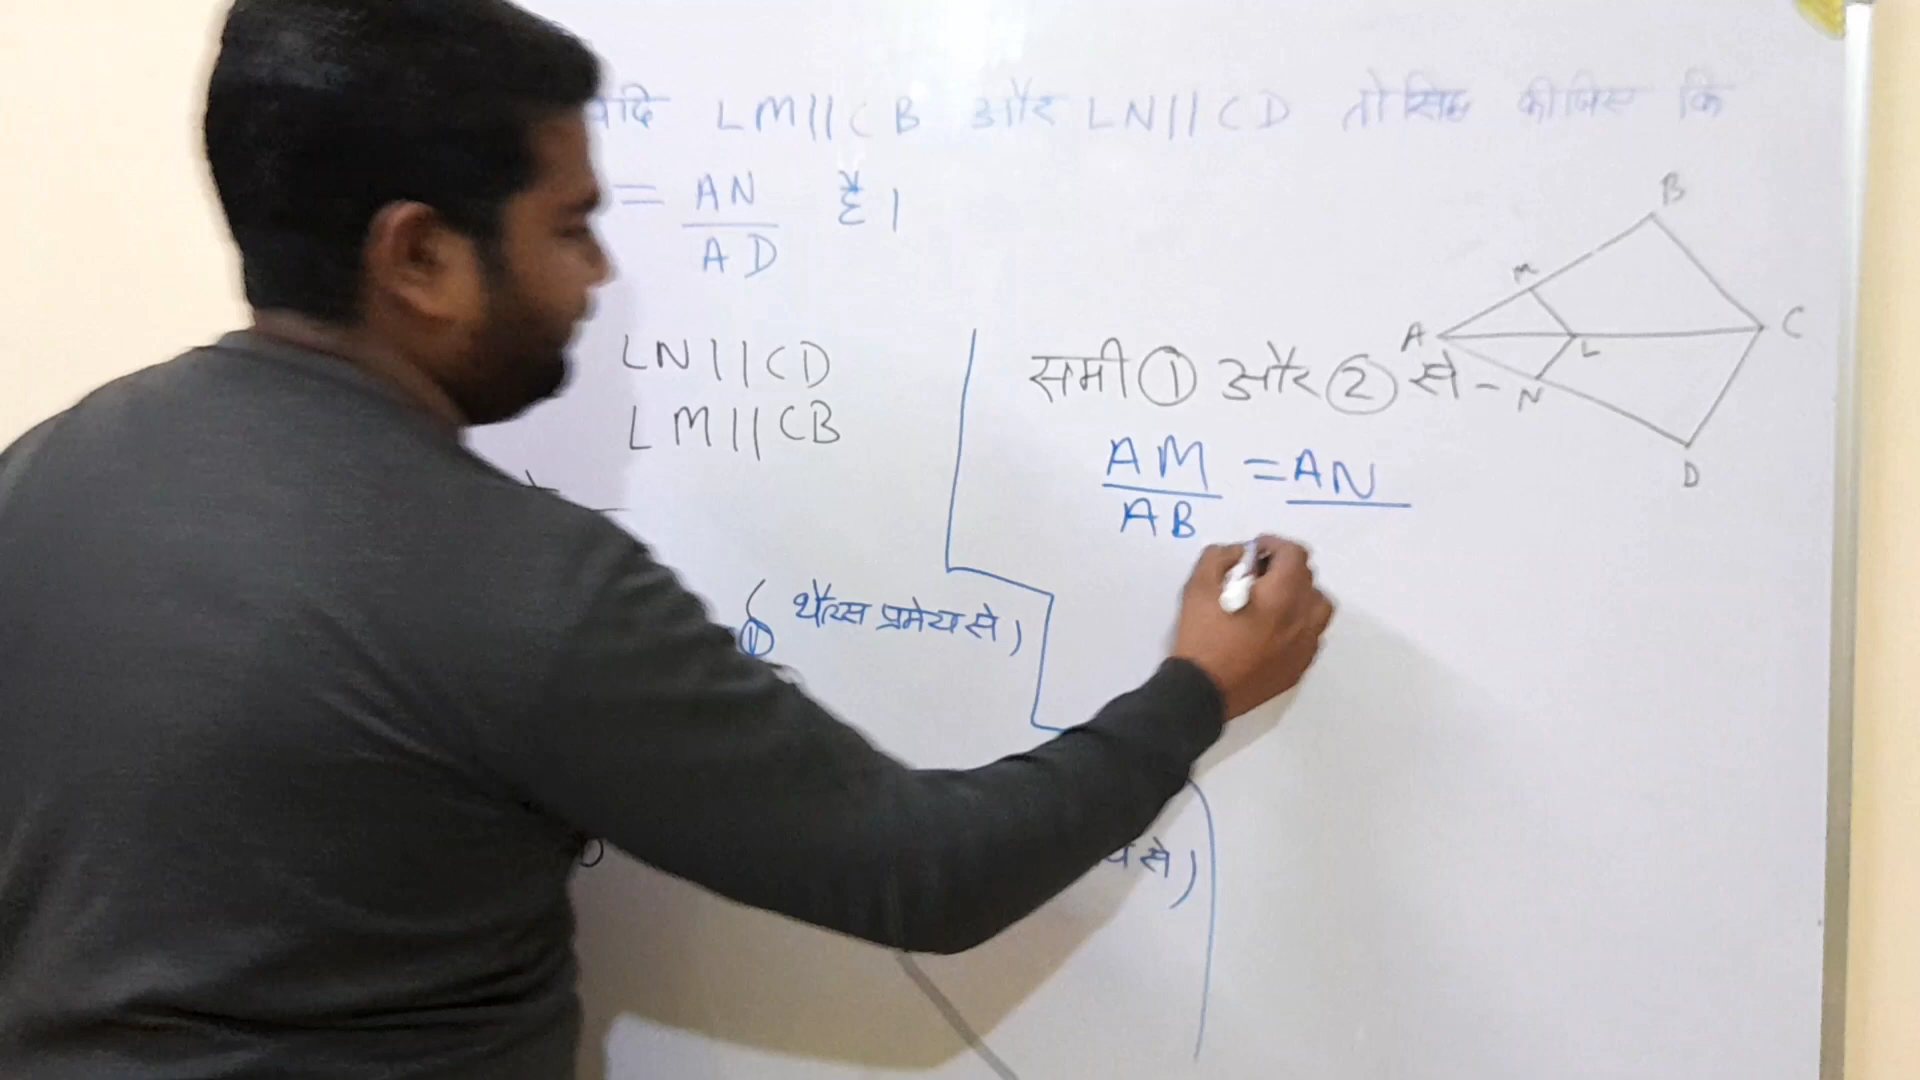 यदि LM||CB और LN||CD तो सिद्ध कीजिए कि
= AN / AD है।
LN||CD
LM||CB
( थैल्स प्रमेय से )
①
से )
समी ① और ② से -
AM / AB = AN
B
M
A
L
C
N
D